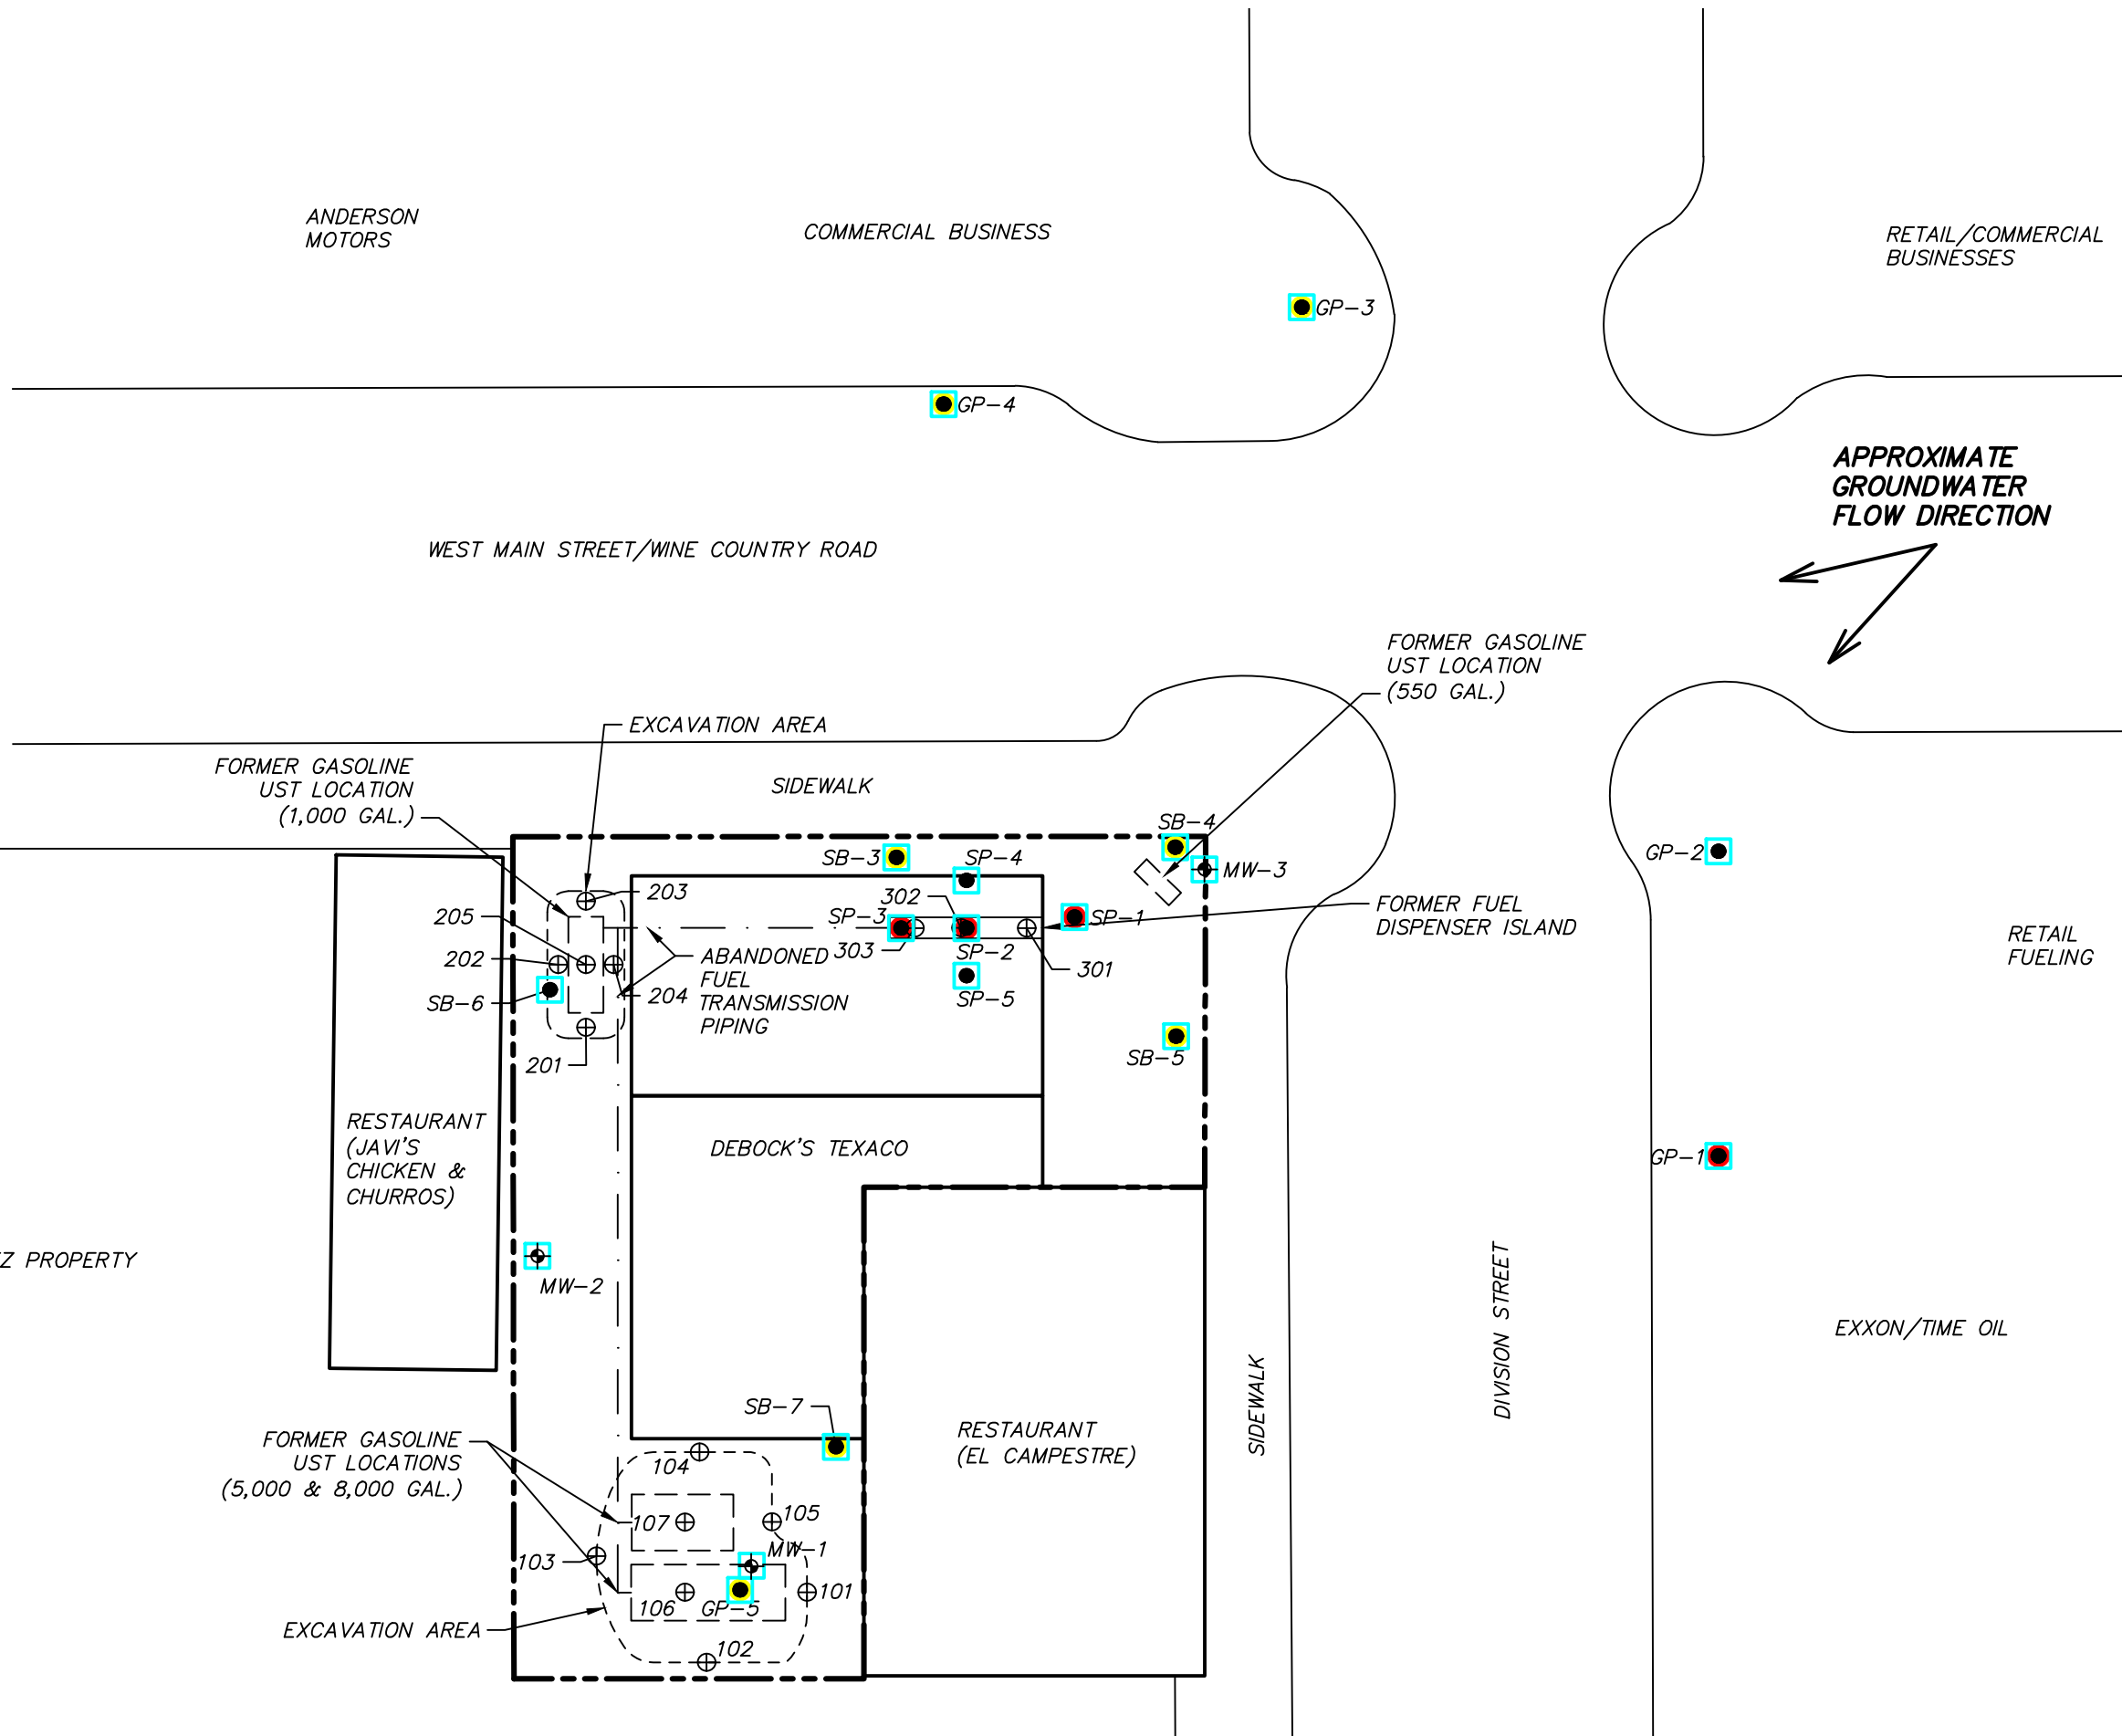 ANDERSON
MOTORS
COMMERCIAL BUSINESS
RETAIL/COMMERCIAL
BUSINESSES
GP-3
GP-4
APPROXIMATE
GROUNDWATER
FLOW DIRECTION
WEST MAIN STREET/WINE COUNTRY ROAD
FORMER GASOLINE
UST LOCATION
(550 GAL.)
EXCAVATION AREA
FORMER GASOLINE
UST LOCATION
(1,000 GAL.)
SIDEWALK
SB-4
SB-3
SP-4
MW-3
GP-2
203
302
205
SP-3
SP-1
FORMER FUEL
DISPENSER ISLAND
202
303
SP-2
301
ABANDONED
FUEL
TRANSMISSION
PIPING
RETAIL
FUELING
SB-6
204
SP-5
201
SB-5
RESTAURANT
(JAVI'S
CHICKEN &
CHURROS)
DEBOCK'S TEXACO
GP-1
Z PROPERTY
MW-2
DIVISION STREET
EXXON/TIME OIL
SIDEWALK
SB-7
RESTAURANT
(EL CAMPESTRE)
FORMER GASOLINE
UST LOCATIONS
(5,000 & 8,000 GAL.)
104
107
105
103
MW-1
106
GP-5
101
EXCAVATION AREA
102